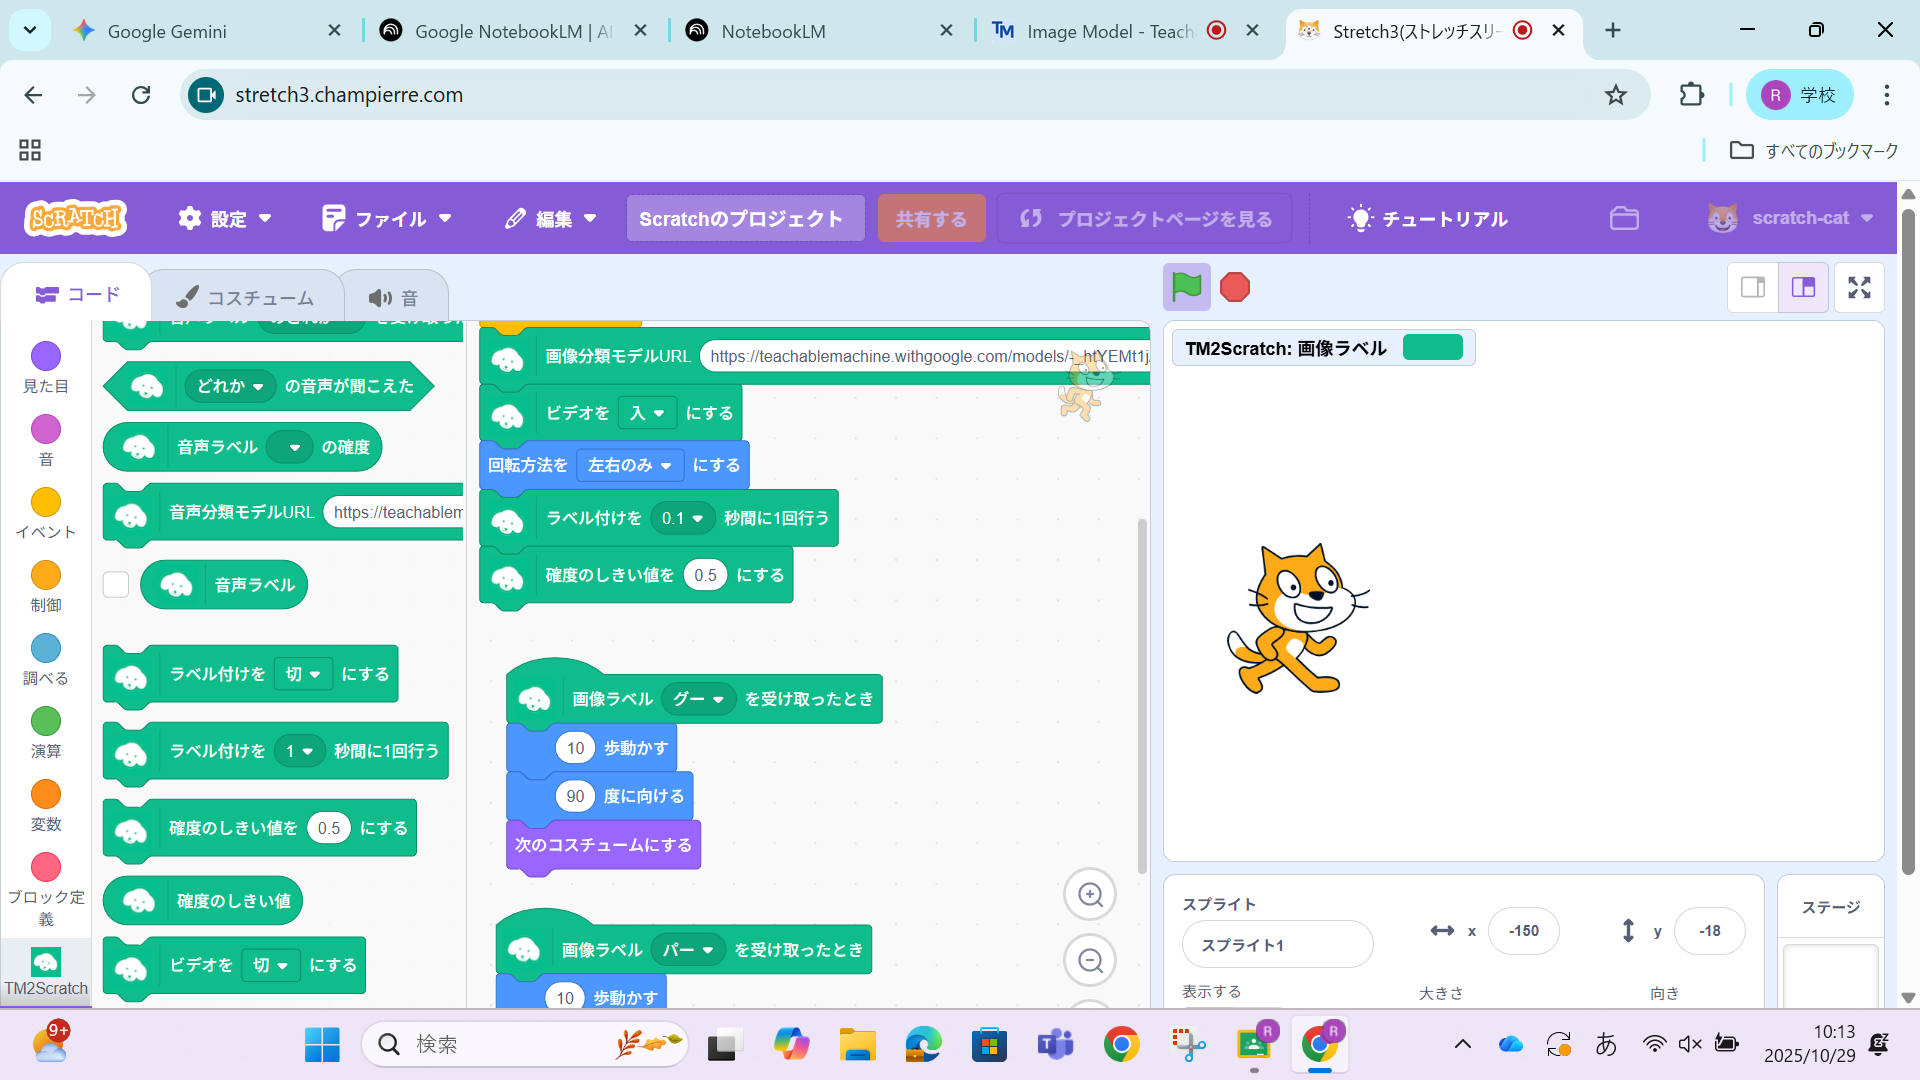 Google Gemini
Google NotebookLM | AI
NotebookLM
TM Image Model - Teach
Stretch3(ストレッチスリー
stretch3.champierre.com
R 学校
すべてのブックマーク
SCRATCH
設定
ファイル
編集
Scratchのプロジェクト
共有する
プロジェクトページを見る
チュートリアル
scratch-cat
コード
コスチューム
音
見た目
音
イベント
制御
調べる
演算
変数
ブロック定
義
TM2Scratch
どれか の音声が聞こえた
音声ラベル の確度
音声分類モデルURL https://teachablem
音声ラベル
ラベル付けを 切 にする
ラベル付けを 1 秒間に1回行う
確度のしきい値を 0.5 にする
確度のしきい値
ビデオを 切 にする
画像分類モデルURL https://teachablemachine.withgoogle.com/models/-
ビデオを 入 にする
回転方法を 左右のみ にする
ラベル付けを 0.1 秒間に1回行う
確度のしきい値を 0.5 にする
画像ラベル グー を受け取ったとき
10 歩動かす
90 度に向ける
次のコスチュームにする
画像ラベル パー を受け取ったとき
10 歩動かす
TM2Scratch: 画像ラベル
スプライト
スプライト1
x -150
y -18
表示する
大きさ
向き
ステージ
9+
検索
R
R
あ
10:13
2025/10/29